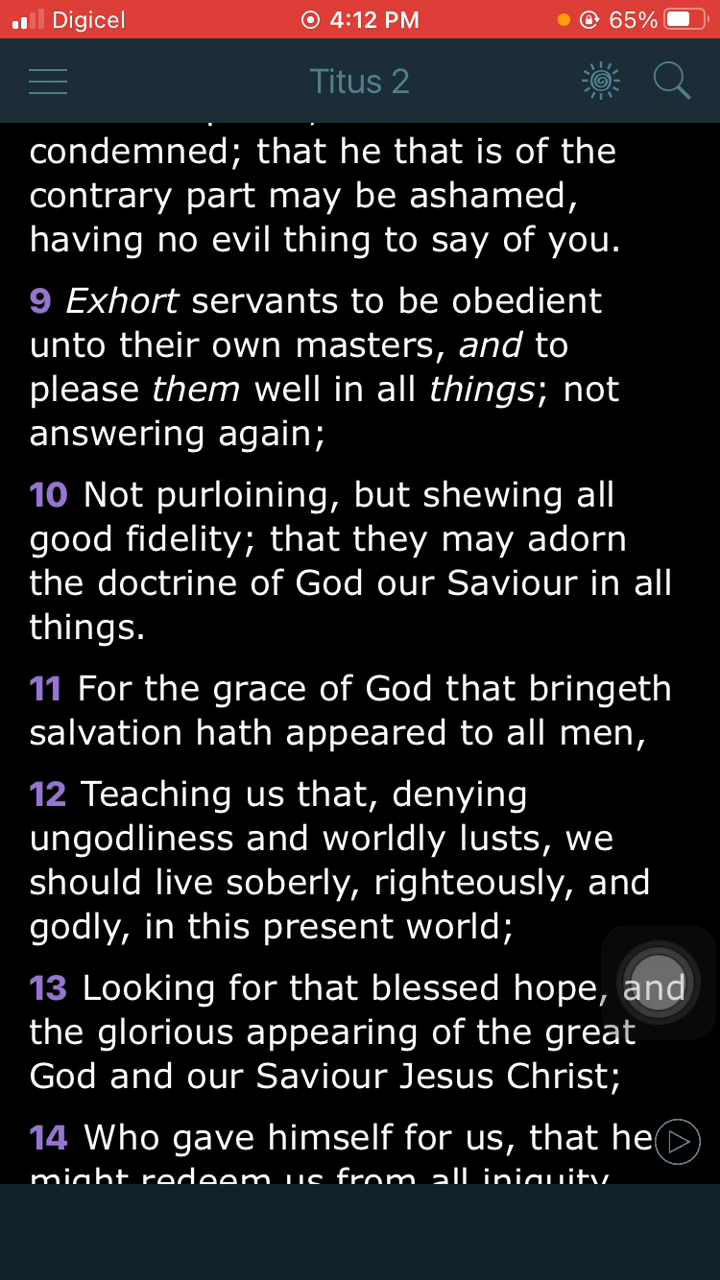 Digicel 4:12 PM 65%
Titus 2
condemned; that he that is of the
contrary part may be ashamed,
having no evil thing to say of you.
9 Exhort servants to be obedient
unto their own masters, and to
please them well in all things; not
answering again;
10 Not purloining, but shewing all
good fidelity; that they may adorn
the doctrine of God our Saviour in all
things.
11 For the grace of God that bringeth
salvation hath appeared to all men,
12 Teaching us that, denying
ungodliness and worldly lusts, we
should live soberly, righteously, and
godly, in this present world;
13 Looking for that blessed hope, and
the glorious appearing of the great
God and our Saviour Jesus Christ;
14 Who gave himself for us, that he
might redeem us from all iniquity,